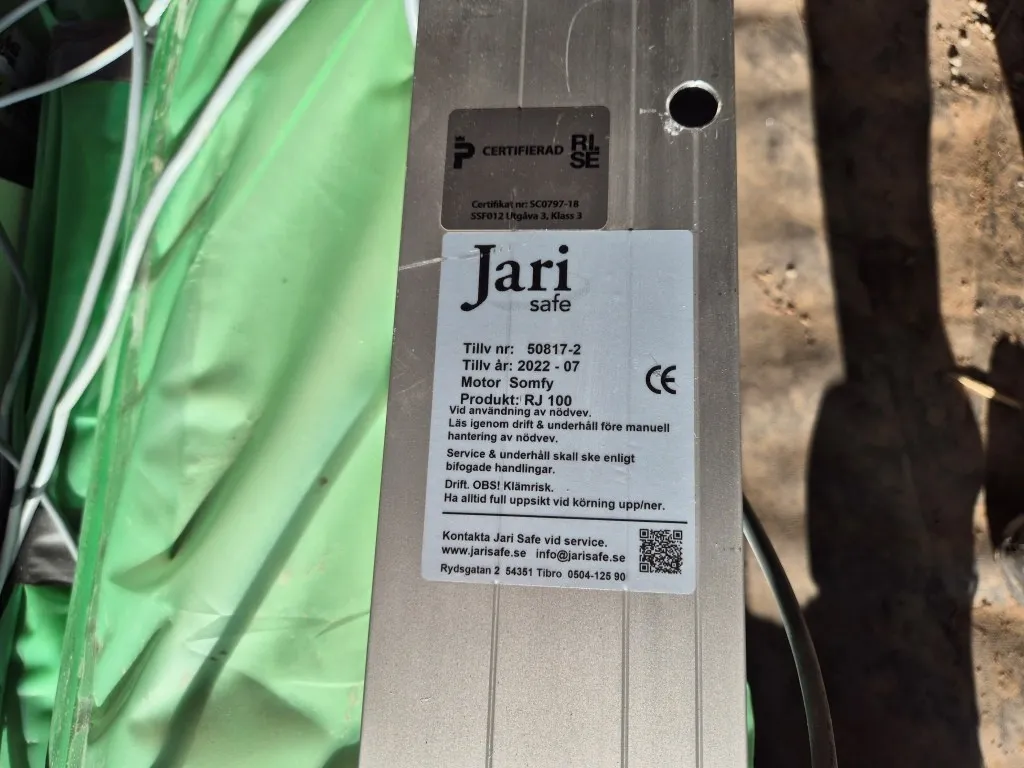 P CERTIFIERAD RI.SE
Certifikat nr: SC0797-18
SSF012 Utgåva 3, Klass 3
Jari
safe
Tillv nr: 50817-2
Tillv år: 2022 - 07
Motor Somfy
Produkt: RJ 100
Vid användning av nödvev.
Läs igenom drift & underhåll före manuell
hantering av nödvev.
Service & underhåll skall ske enligt
bifogade handlingar.
Drift. OBS! Klämrisk.
Ha alltid full uppsikt vid körning upp/ner.
CE
Kontakta Jari Safe vid service.
www.jarisafe.se info@jarisafe.se
Rydsgatan 2 54351 Tibro 0504-125 90